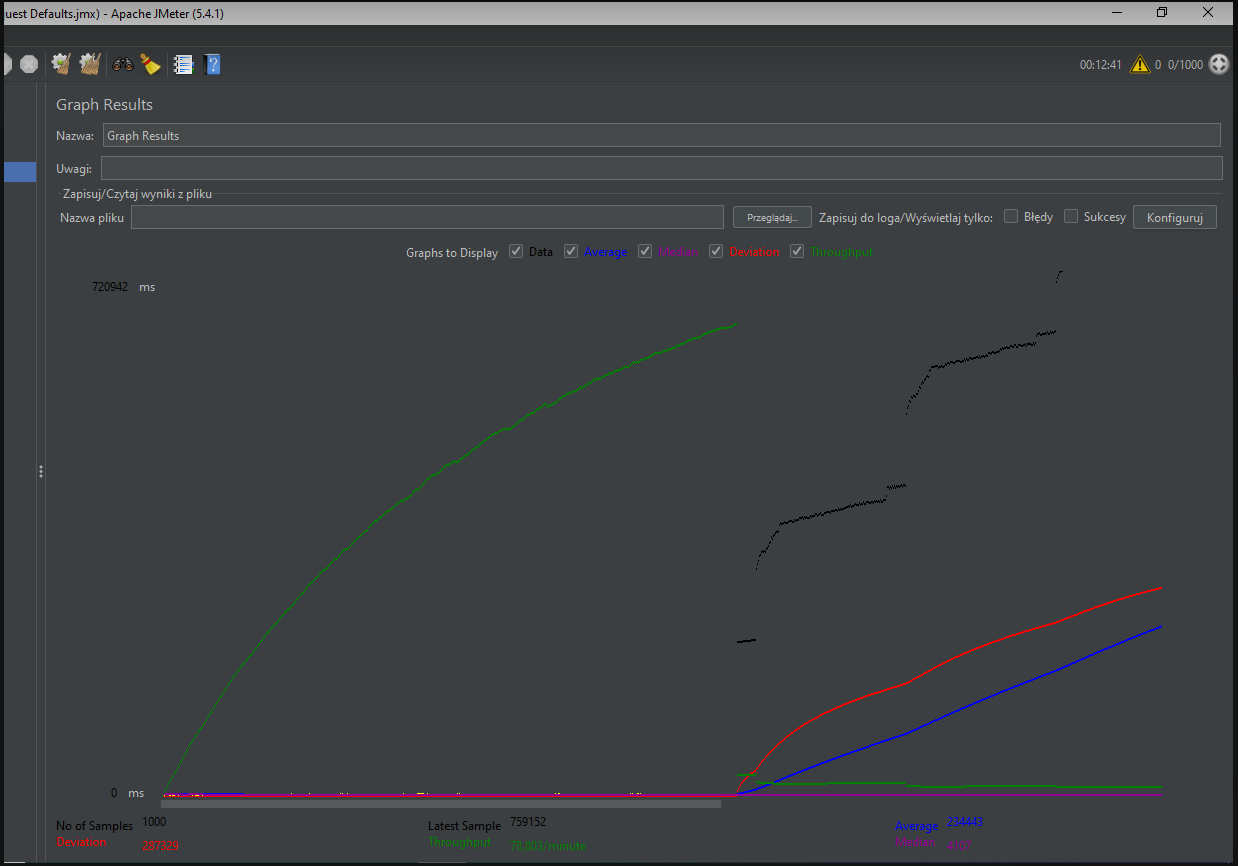 uest Defaults.jmx) - Apache JMeter (5.4.1)
00:12:41 0 0/1000
Graph Results
Nazwa: Graph Results
Uwagi:
Zapisuj/Czytaj wyniki z pliku
Nazwa pliku Przeglądaj... Zapisuj do loga/Wyświetlaj tylko: Błędy Sukcesy Konfiguruj
Graphs to Display Data Average Median Deviation Throughput
720942 ms
0 ms
No of Samples 1000 Latest Sample 759152 Average 234443
Deviation 287329 Throughput 78,803/minute Median